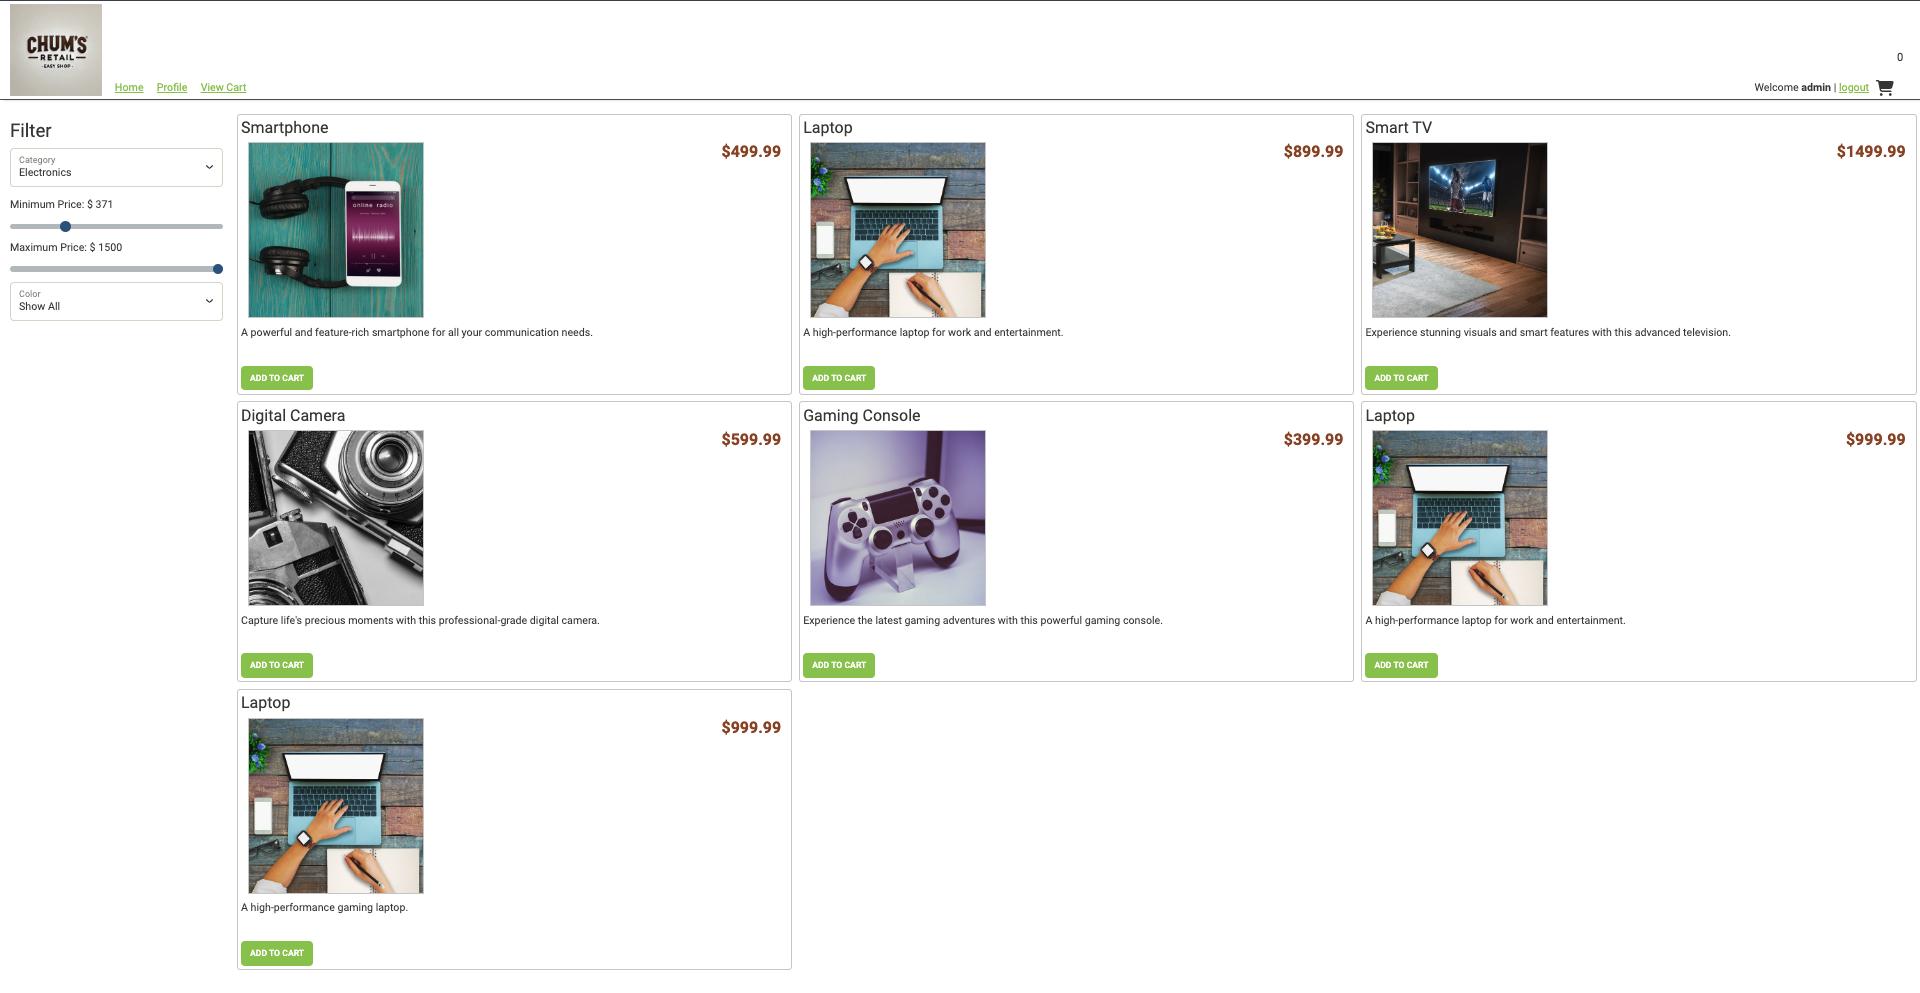 CHUM'S
RETAIL
EASY SHOP
Home Profile View Cart
0
Welcome admin | logout
Filter
Category
Electronics
Minimum Price: $ 371
Maximum Price: $ 1500
Color
Show All
Smartphone
$499.99
online radio
A powerful and feature-rich smartphone for all your communication needs.
ADD TO CART
Laptop
$899.99
A high-performance laptop for work and entertainment.
ADD TO CART
Smart TV
$1499.99
Experience stunning visuals and smart features with this advanced television.
ADD TO CART
Digital Camera
$599.99
Capture life's precious moments with this professional-grade digital camera.
ADD TO CART
Gaming Console
$399.99
Experience the latest gaming adventures with this powerful gaming console.
ADD TO CART
Laptop
$999.99
A high-performance laptop for work and entertainment.
ADD TO CART
Laptop
$999.99
A high-performance gaming laptop.
ADD TO CART